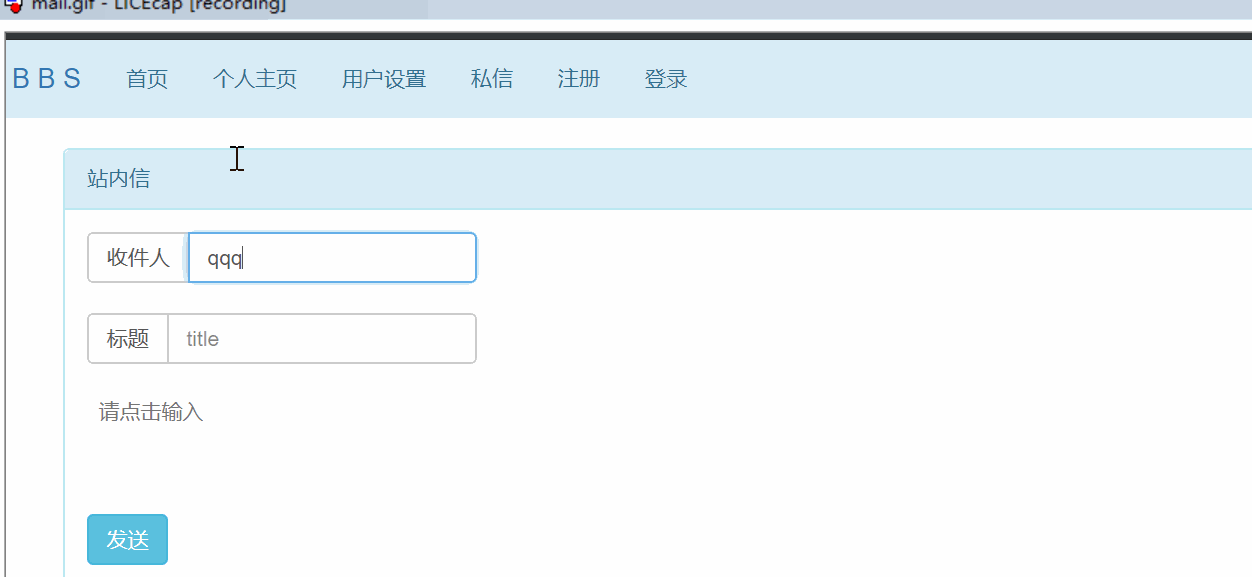 mail.gif - LICEcap [recording]
B B S 首页 个人主页 用户设置 私信 注册 登录
站内信
收件人 qqq
标题 title
请点击输入
发送